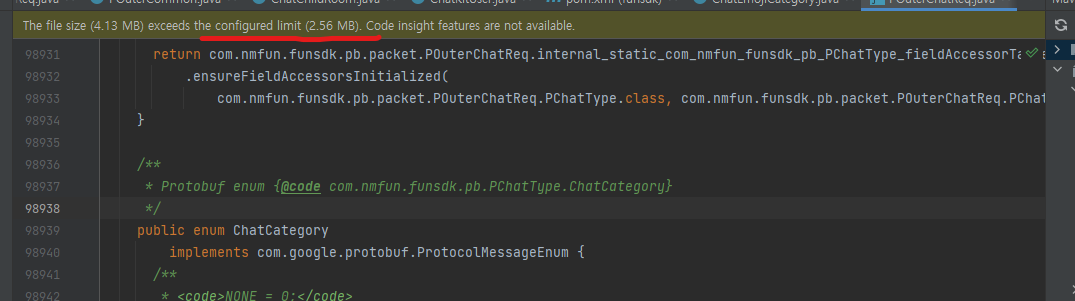 Req.java POuterCommon.java ChatChildRoom.java ChatKitUser.java pom.xml (funsdk) ChatEmojiCategory.java POuterChatReq.java
The file size (4.13 MB) exceeds the configured limit (2.56 MB). Code insight features are not available.
98931 return com.nmfun.funsdk.pb.packet.POuterChatReq.internal_static_com_nmfun_funsdk_pb_PChatType_fieldAccessorTa
98932 .ensureFieldAccessorsInitialized(
98933 com.nmfun.funsdk.pb.packet.POuterChatReq.PChatType.class, com.nmfun.funsdk.pb.packet.POuterChatReq.PChat
98934 }
98935
98936 /**
98937 * Protobuf enum {@code com.nmfun.funsdk.pb.PChatType.ChatCategory}
98938 */
98939 public enum ChatCategory
98940 implements com.google.protobuf.ProtocolMessageEnum {
98941 /**
98942 * <code>NONE = 0;</code>